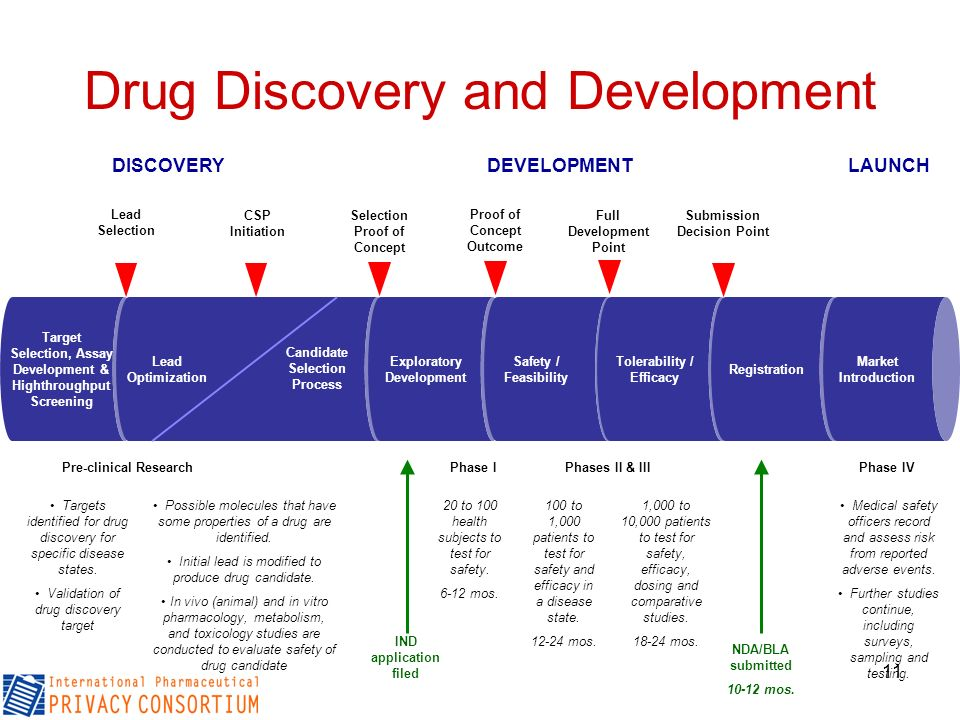 Drug Discovery and Development
DISCOVERY
DEVELOPMENT
LAUNCH
Lead
Selection
CSP
Initiation
Selection
Proof of
Concept
Proof of
Concept
Outcome
Full
Development
Point
Submission
Decision Point
Target
Selection, Assay
Development &
Highthroughput
Screening
Lead
Optimization
Candidate
Selection
Process
Exploratory
Development
Safety /
Feasibility
Tolerability /
Efficacy
Registration
Market
Introduction
Pre-clinical Research
Phase I
Phases II & III
Phase IV
• Targets
identified for drug
discovery for
specific disease
states.
• Validation of
drug discovery
target
• Possible molecules that have
some properties of a drug are
identified.
• Initial lead is modified to
produce drug candidate.
• In vivo (animal) and in vitro
pharmacology, metabolism,
and toxicology studies are
conducted to evaluate safety of
drug candidate
IND
application
filed
20 to 100
health
subjects to
test for
safety.
6-12 mos.
100 to
1,000
patients to
test for
safety and
efficacy in
a disease
state.
12-24 mos.
1,000 to
10,000 patients
to test for
safety,
efficacy,
dosing and
comparative
studies.
18-24 mos.
NDA/BLA
submitted
10-12 mos.
• Medical safety
officers record
and assess risk
from reported
adverse events.
• Further studies
continue,
including
surveys,
sampling and
testing.
11
International Pharmaceutical
PRIVACY CONSORTIUM